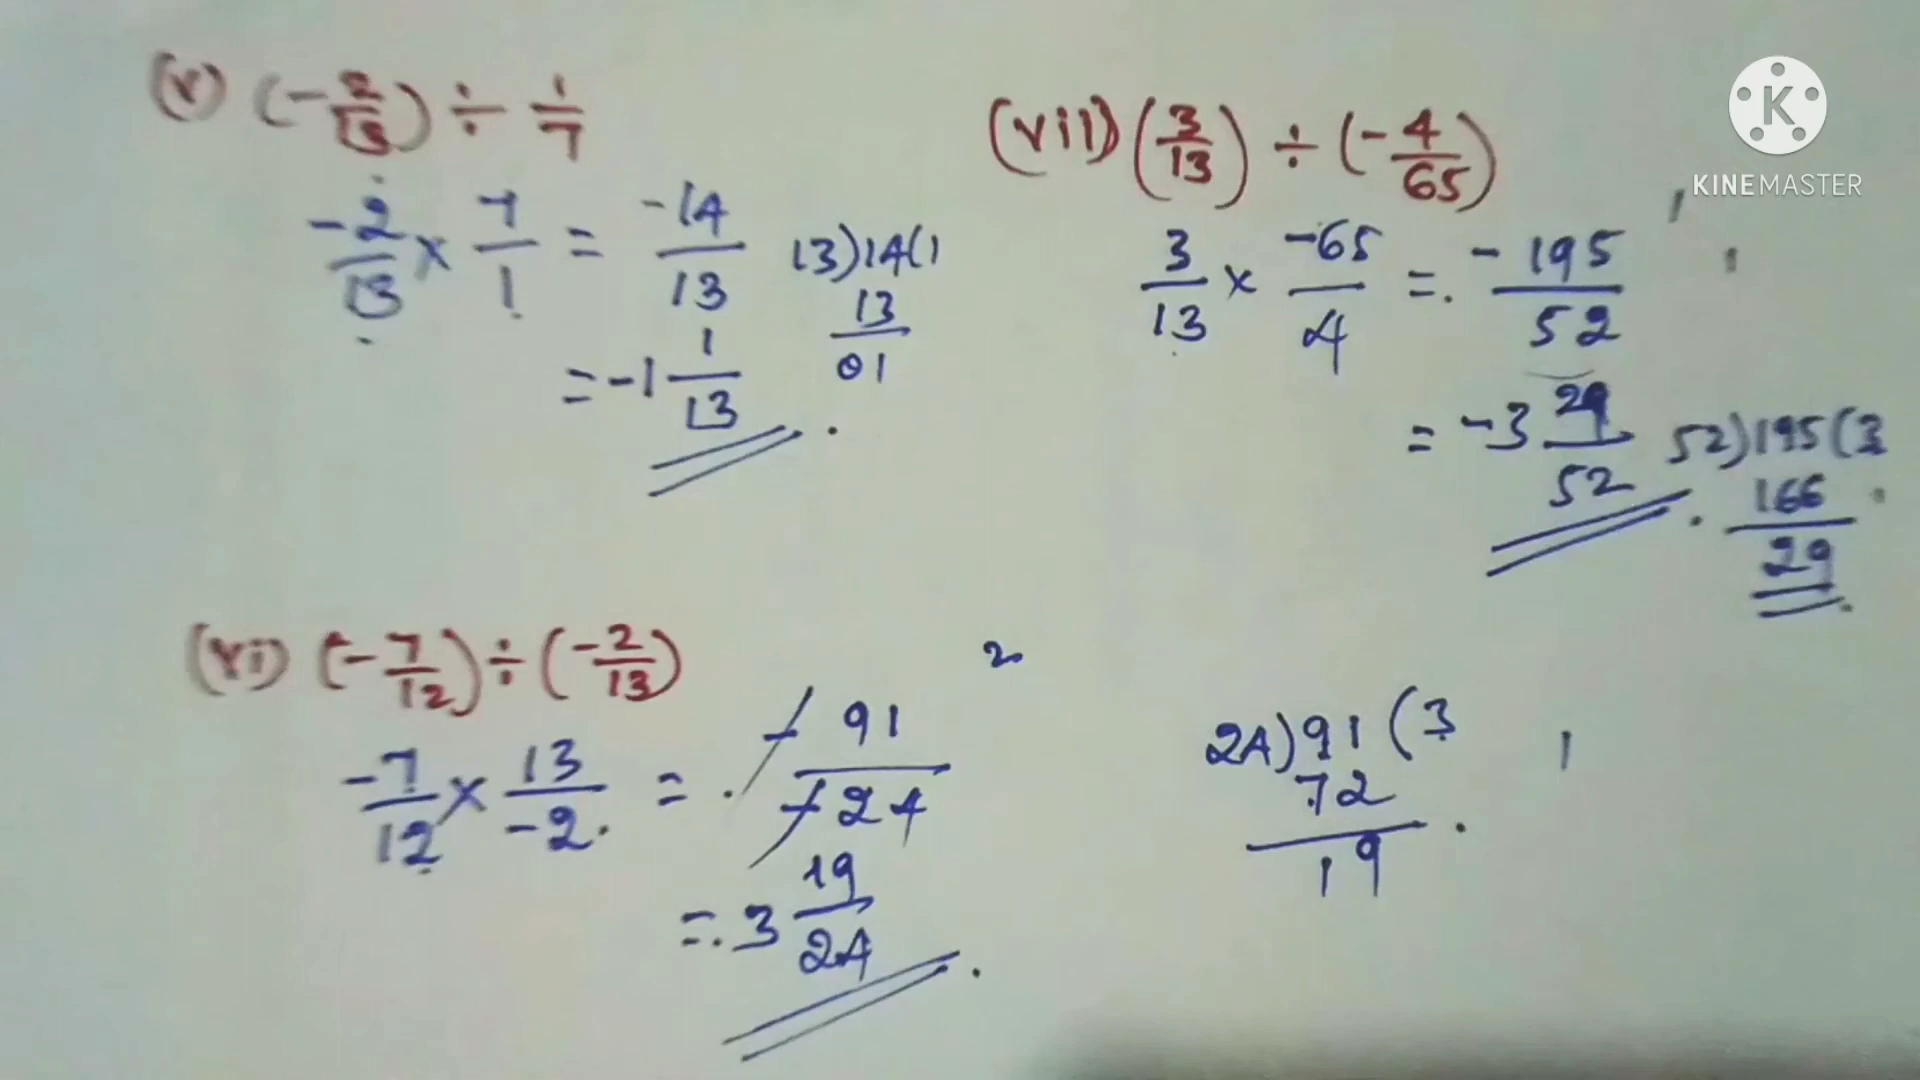 (v) (-2/13) ÷ 1/7
-2/13 × 7/1 = -14/13
= -1 1/13
13)14(1
13
01
(vi) (-7/12) ÷ (-2/13)
-7/12 × 13/-2 = -91/-24
= 3 19/24
2
24)91(3
72
19
(vii) (3/13) ÷ (-4/65)
3/13 × -65/4 = -195/52
= -3 29/52
52)195(3
166
29
KINEMASTER